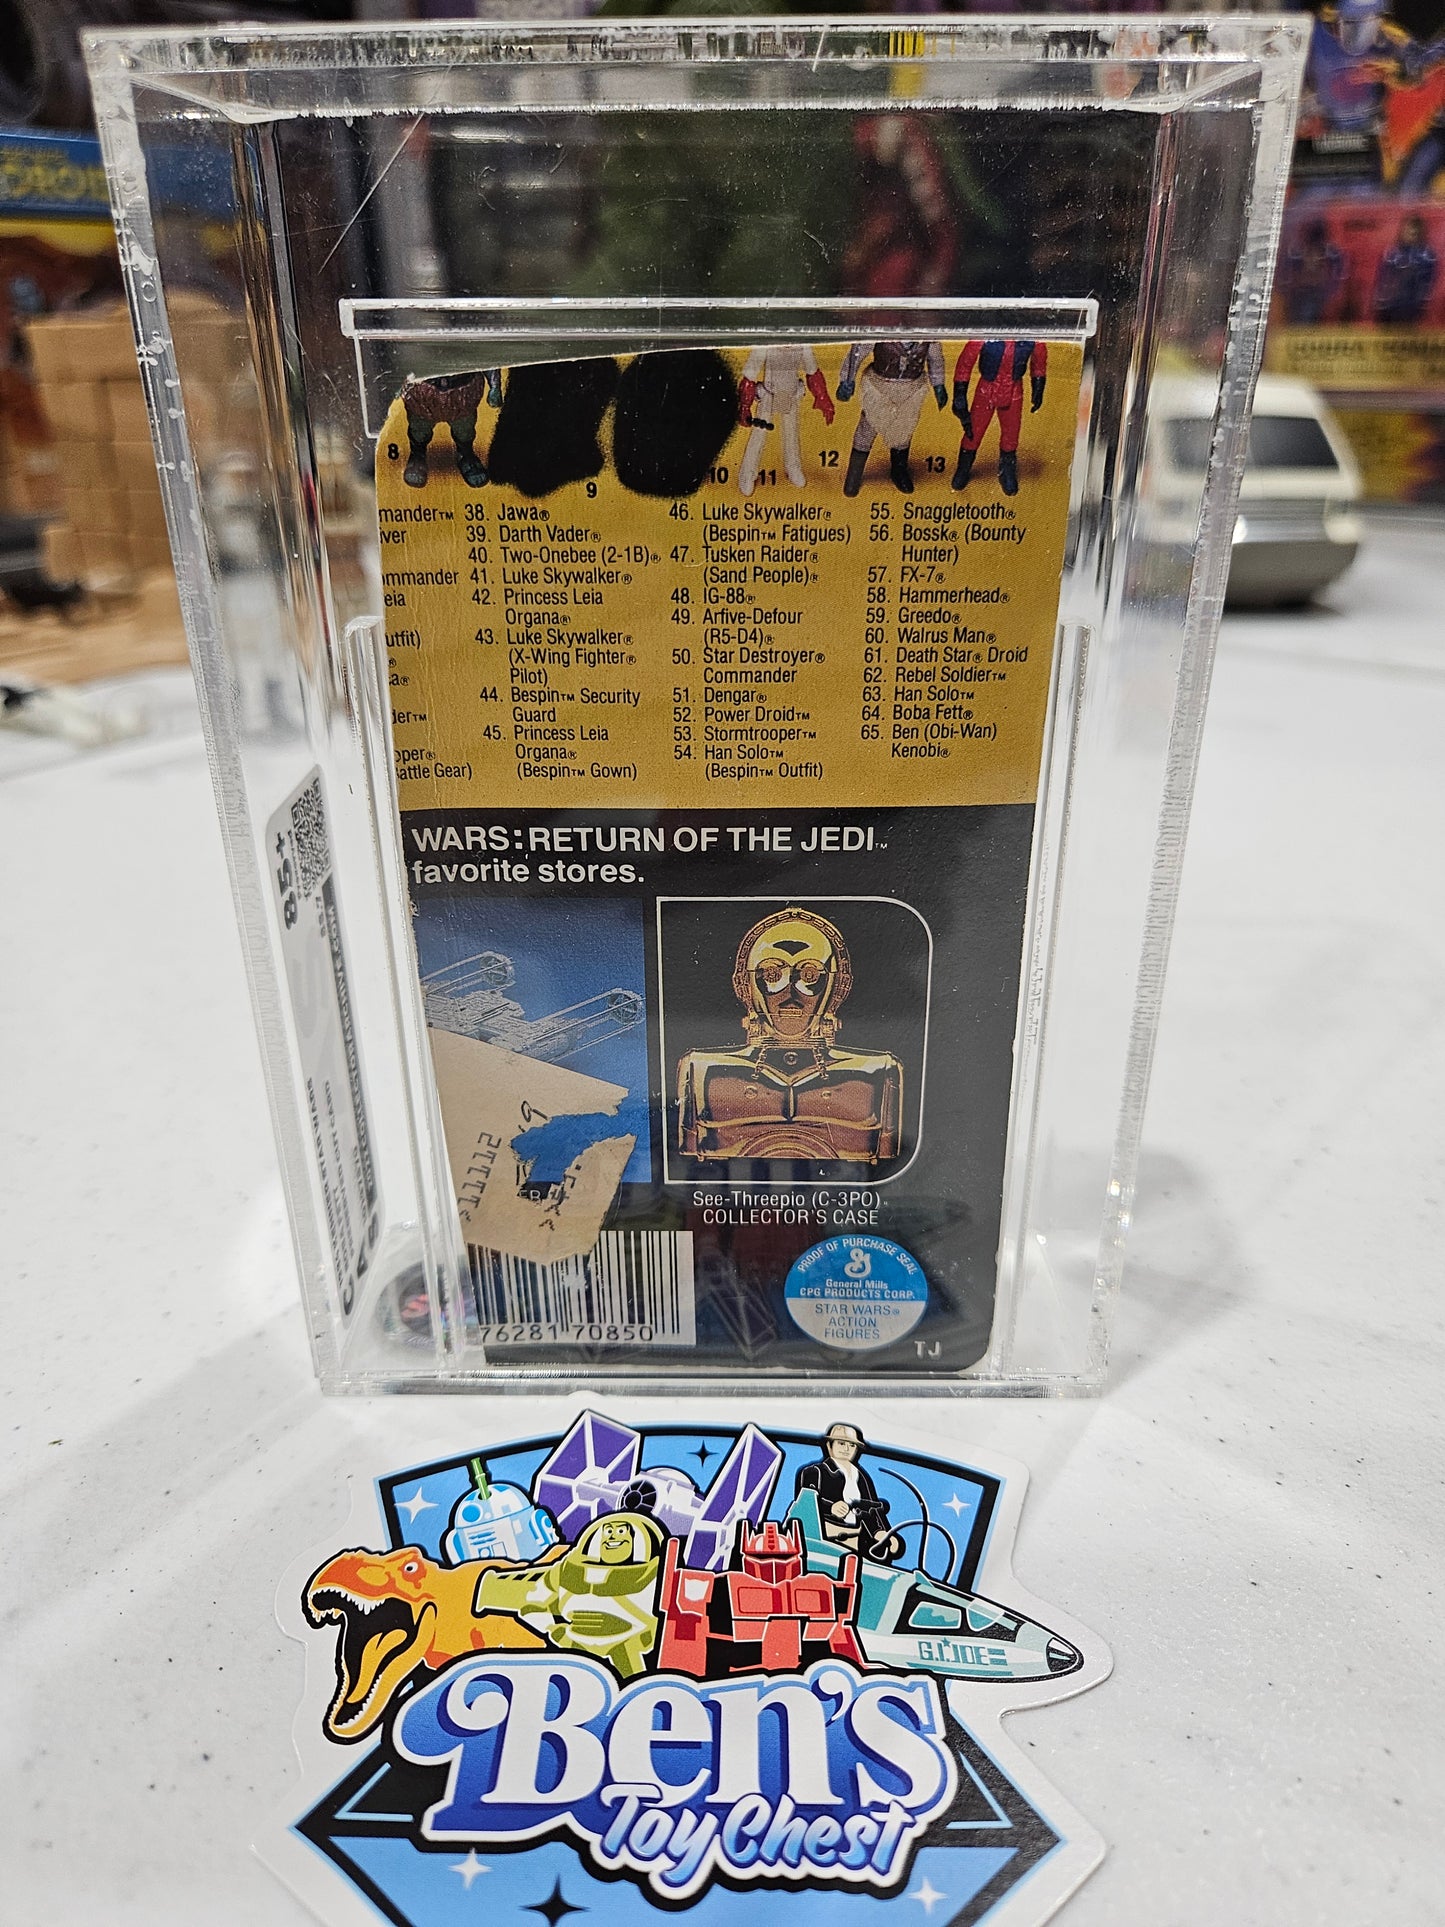 8
9
10
11
12
13
mander™
iver
mmander
eia
utfit)
®
a®
der™
oper®
attle Gear)
38. Jawa®
39. Darth Vader®
40. Two-Onebee (2-1B)®
41. Luke Skywalker®
42. Princess Leia
Organa®
43. Luke Skywalker®
(X-Wing Fighter®
Pilot)
44. Bespin™ Security
Guard
45. Princess Leia
Organa®
(Bespin™ Gown)
46. Luke Skywalker®
(Bespin™ Fatigues)
47. Tusken Raider®
(Sand People)®
48. IG-88®
49. Arfive-Defour
(R5-D4)®
50. Star Destroyer®
Commander
51. Dengar®
52. Power Droid™
53. Stormtrooper™
54. Han Solo™
(Bespin™ Outfit)
55. Snaggletooth®
56. Bossk® (Bounty
Hunter)
57. FX-7®
58. Hammerhead®
59. Greedo®
60. Walrus Man®
61. Death Star® Droid
62. Rebel Soldier™
63. Han Solo™
64. Boba Fett®
65. Ben (Obi-Wan)
Kenobi®
WARS: RETURN OF THE JEDI™
favorite stores.
See-Threepio (C-3PO)™
COLLECTOR'S CASE
PROOF OF PURCHASE SEAL
General Mills
CPG PRODUCTS CORP.
STAR WARS®
ACTION
FIGURES
76281 70850
TJ
85+
G.I. JOE
Ben's
Toy Chest